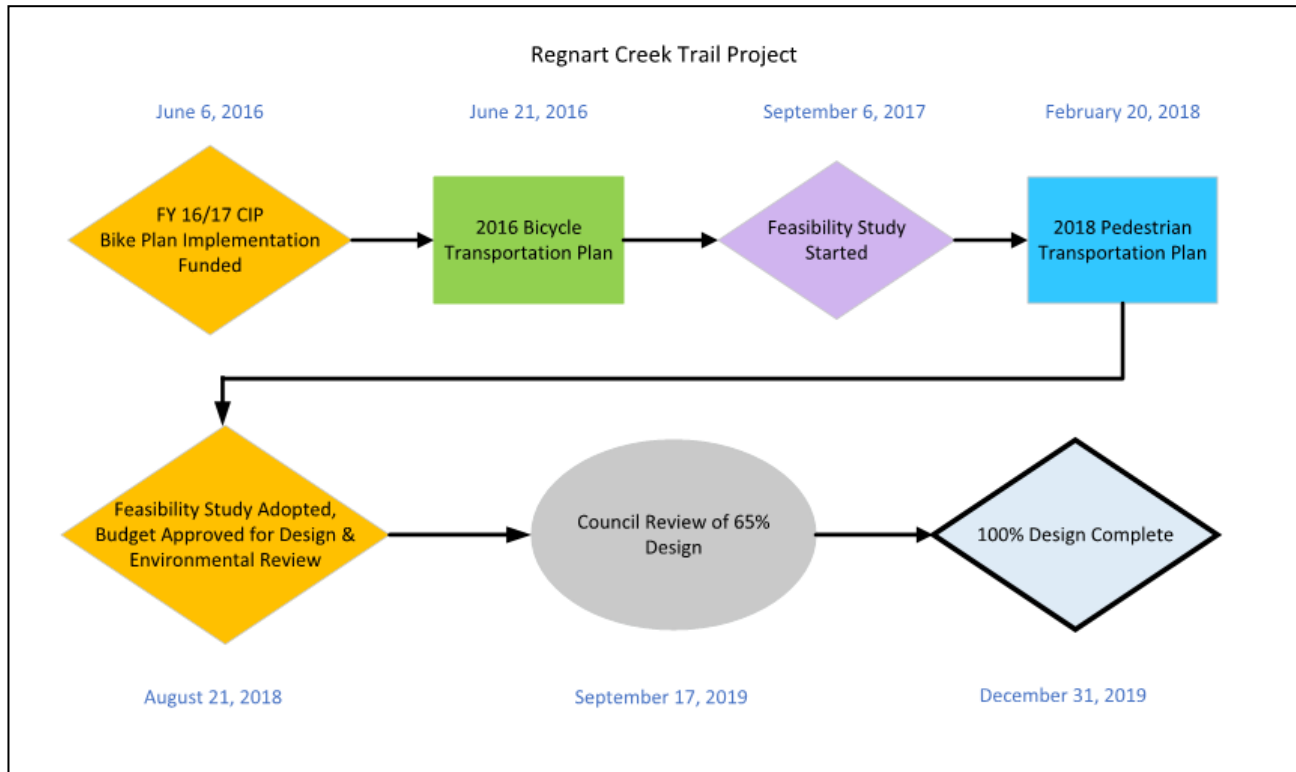 Regnart Creek Trail Project
June 6, 2016
June 21, 2016
September 6, 2017
February 20, 2018
FY 16/17 CIP
Bike Plan Implementation
Funded
2016 Bicycle
Transportation Plan
Feasibility Study
Started
2018 Pedestrian
Transportation Plan
Feasibility Study Adopted,
Budget Approved for Design &
Environmental Review
Council Review of 65%
Design
100% Design Complete
August 21, 2018
September 17, 2019
December 31, 2019